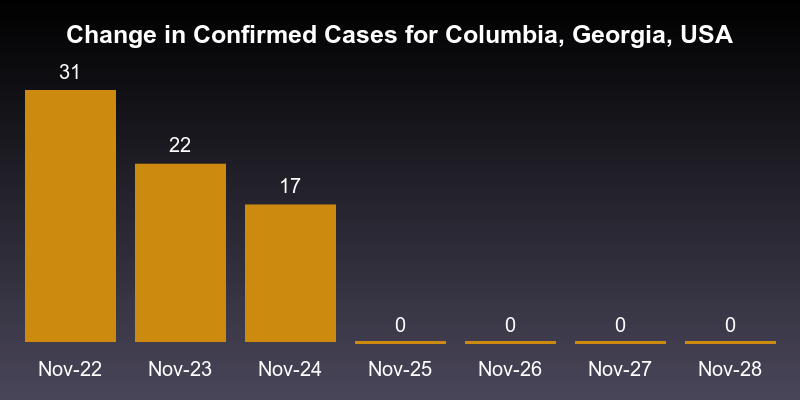 Change in Confirmed Cases for Columbia, Georgia, USA
31
22
17
0
0
0
0
Nov-22
Nov-23
Nov-24
Nov-25
Nov-26
Nov-27
Nov-28